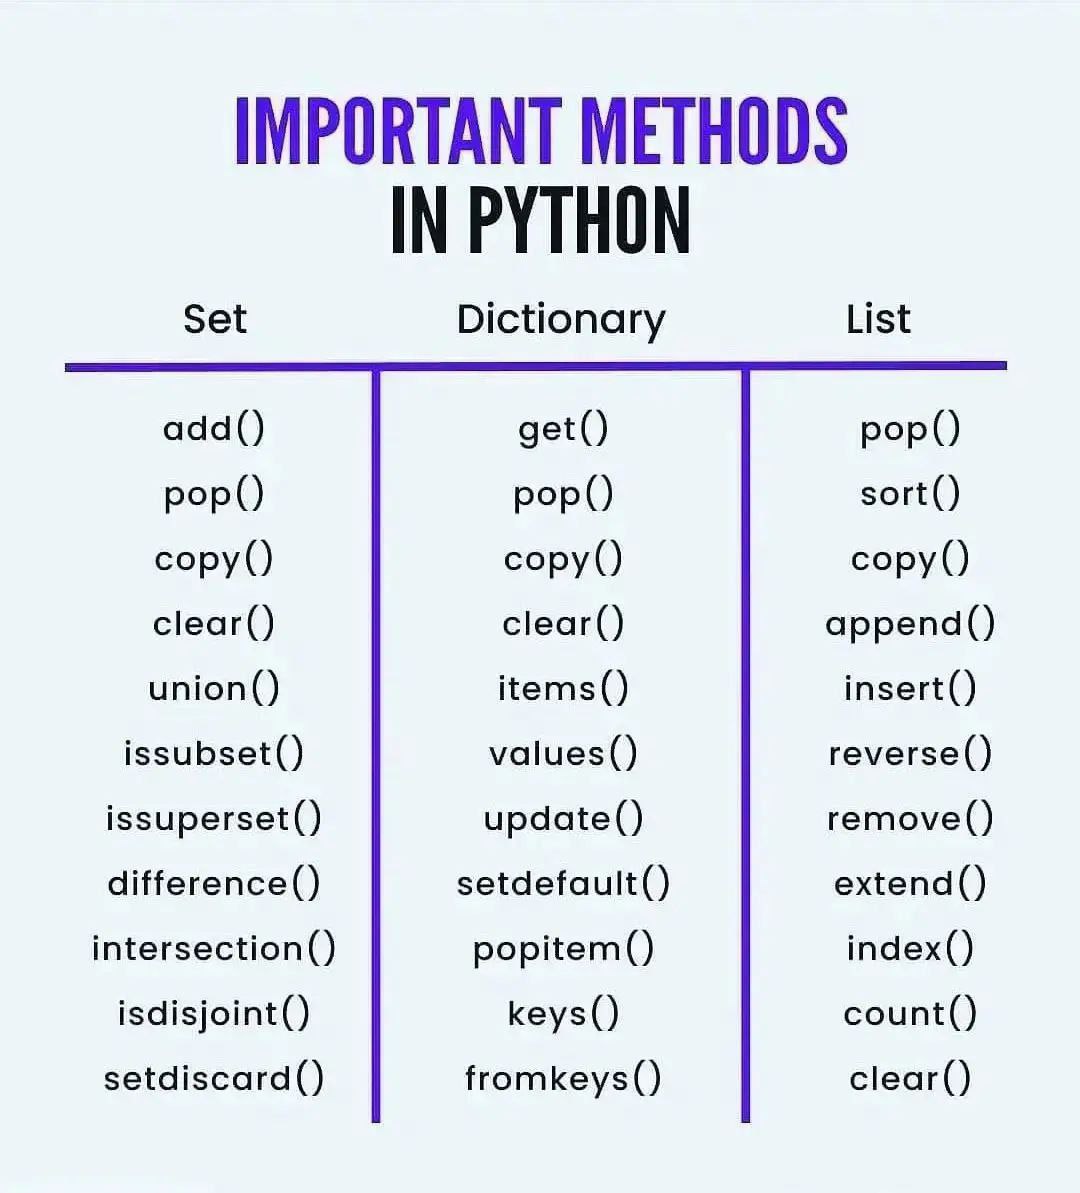 IMPORTANT METHODS
IN PYTHON
Set Dictionary List
add() get() pop()
pop() pop() sort()
copy() copy() copy()
clear() clear() append()
union() items() insert()
issubset() values() reverse()
issuperset() update() remove()
difference() setdefault() extend()
intersection() popitem() index()
isdisjoint() keys() count()
setdiscard() fromkeys() clear()